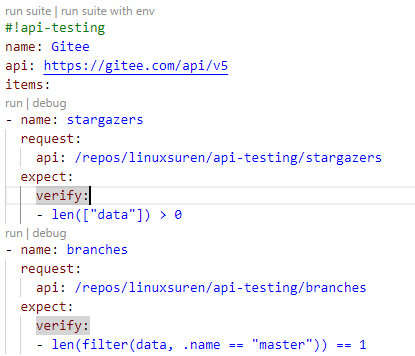 run suite | run suite with env
#!api-testing
name: Gitee
api: https://gitee.com/api/v5
items:
run | debug
- name: stargazers
request:
api: /repos/linuxsuren/api-testing/stargazers
expect:
verify:
- len(["data"]) > 0
run | debug
- name: branches
request:
api: /repos/linuxsuren/api-testing/branches
expect:
verify:
- len(filter(data, .name == "master")) == 1